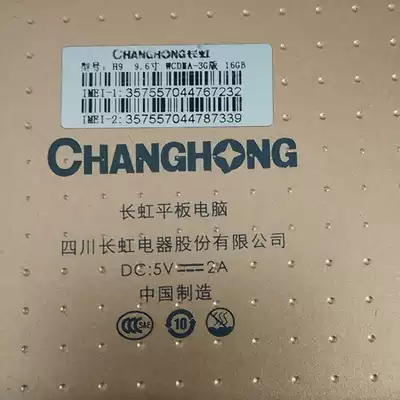 CHANGHONG长虹
型号: H9 9.6寸 WCDMA-3G版 16GB
IMEI-1: 357557044767232
IMEI-2: 357557044787339
CHANGHONG
长虹平板电脑
四川长虹电器股份有限公司
DC:5V⎓2A
中国制造
CCC S&E 10